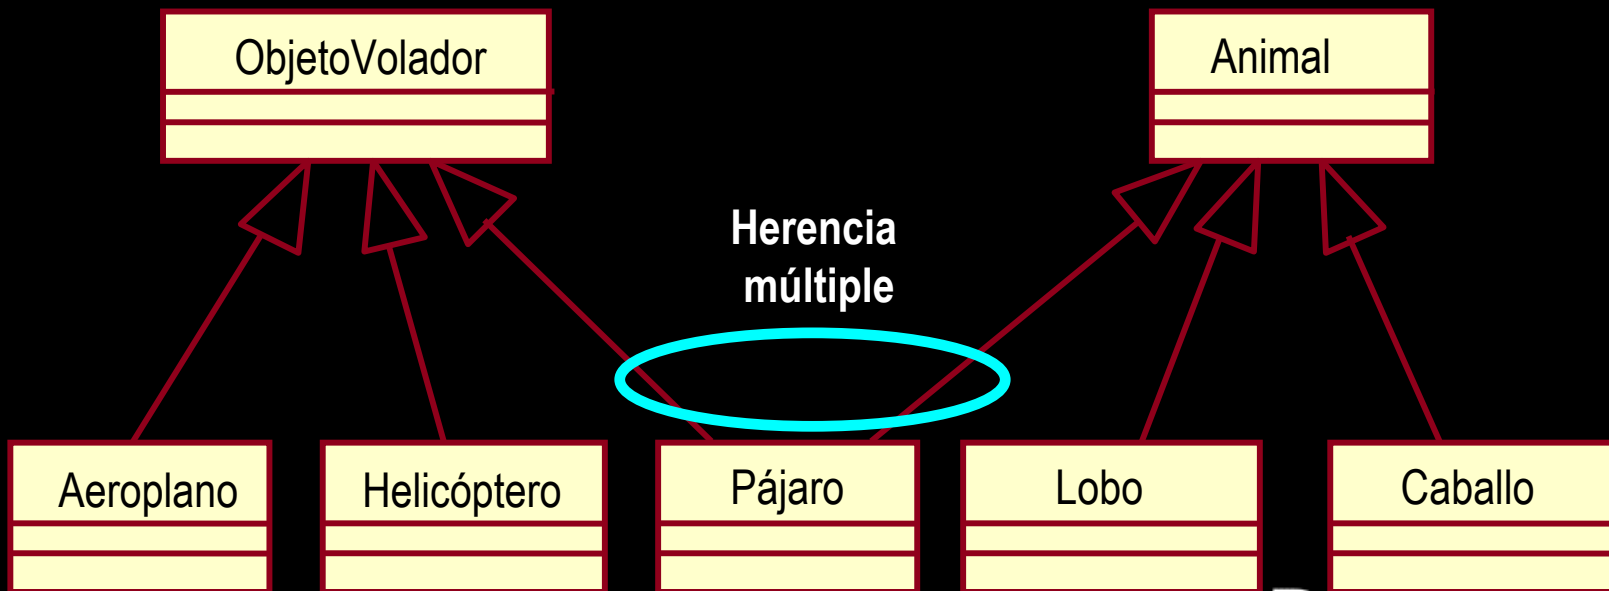 ObjetoVolador
Animal
Herencia
múltiple
Aeroplano
Helicóptero
Pájaro
Lobo
Caballo